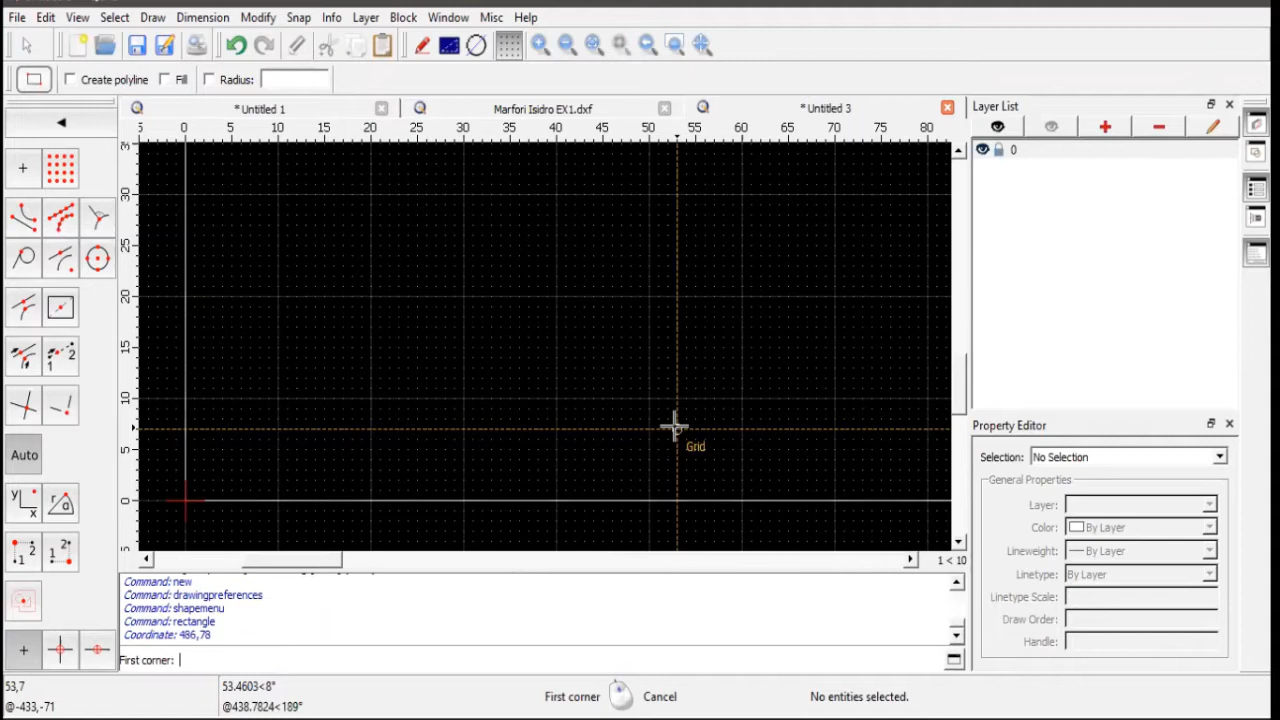 File Edit View Select Draw Dimension Modify Snap Info Layer Block Window Misc Help
Create polyline Fill Radius:
* Untitled 1 Marfori Isidro EX1.dxf * Untitled 3
5 0 5 10 15 20 25 30 35 40 45 50 55 60 65 70 75 80
Layer List
0
30
25
20
15
10
5
0
5
Grid
Auto
Property Editor
Selection: No Selection
General Properties
Layer:
Color: By Layer
Lineweight: By Layer
Linetype: By Layer
Linetype Scale:
Draw Order:
Handle:
1 < 10
Command: new
Command: drawingpreferences
Command: shapemenu
Command: rectangle
Coordinate: 486,78
First corner:
53,7
@-433,-71
53.4603<8°
@438.7824<189°
First corner Cancel
No entities selected.